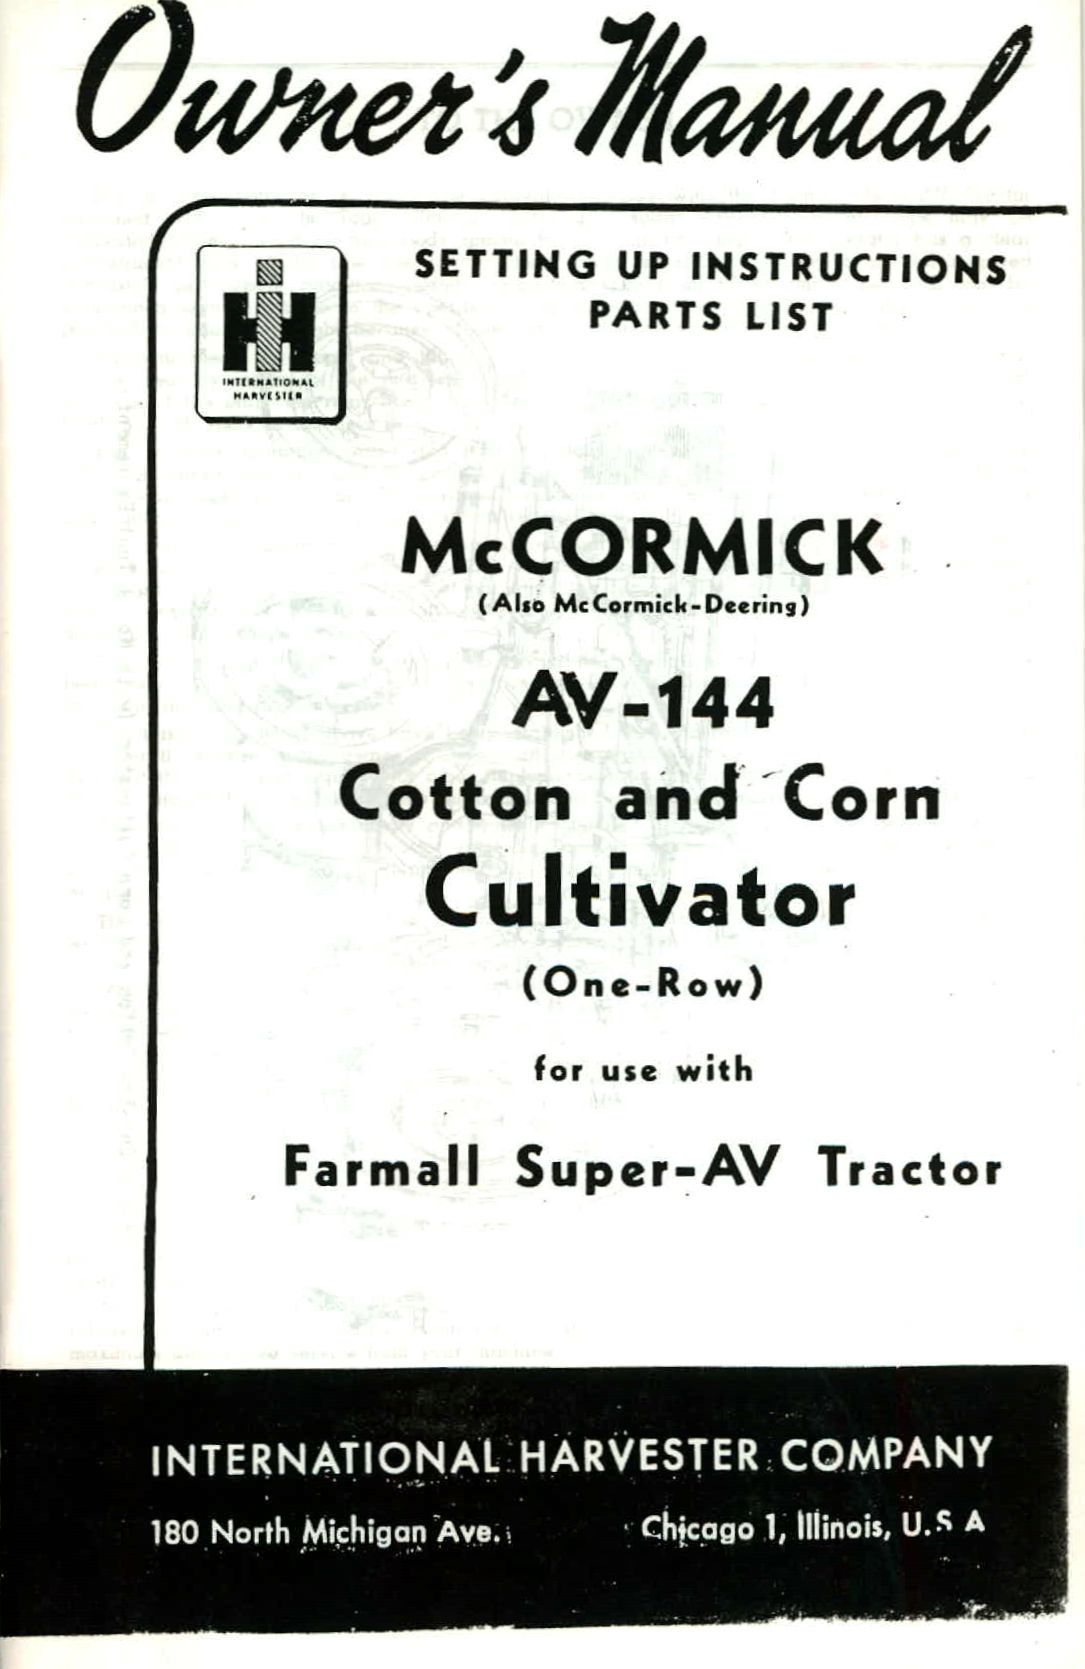 Owner's Manual
INTERNATIONAL
HARVESTER
SETTING UP INSTRUCTIONS
PARTS LIST
McCORMICK
(Also McCormick-Deering)
AV-144
Cotton and Corn
Cultivator
(One-Row)
for use with
Farmall Super-AV Tractor
INTERNATIONAL HARVESTER COMPANY
180 North Michigan Ave. Chicago 1, Illinois, U.S A